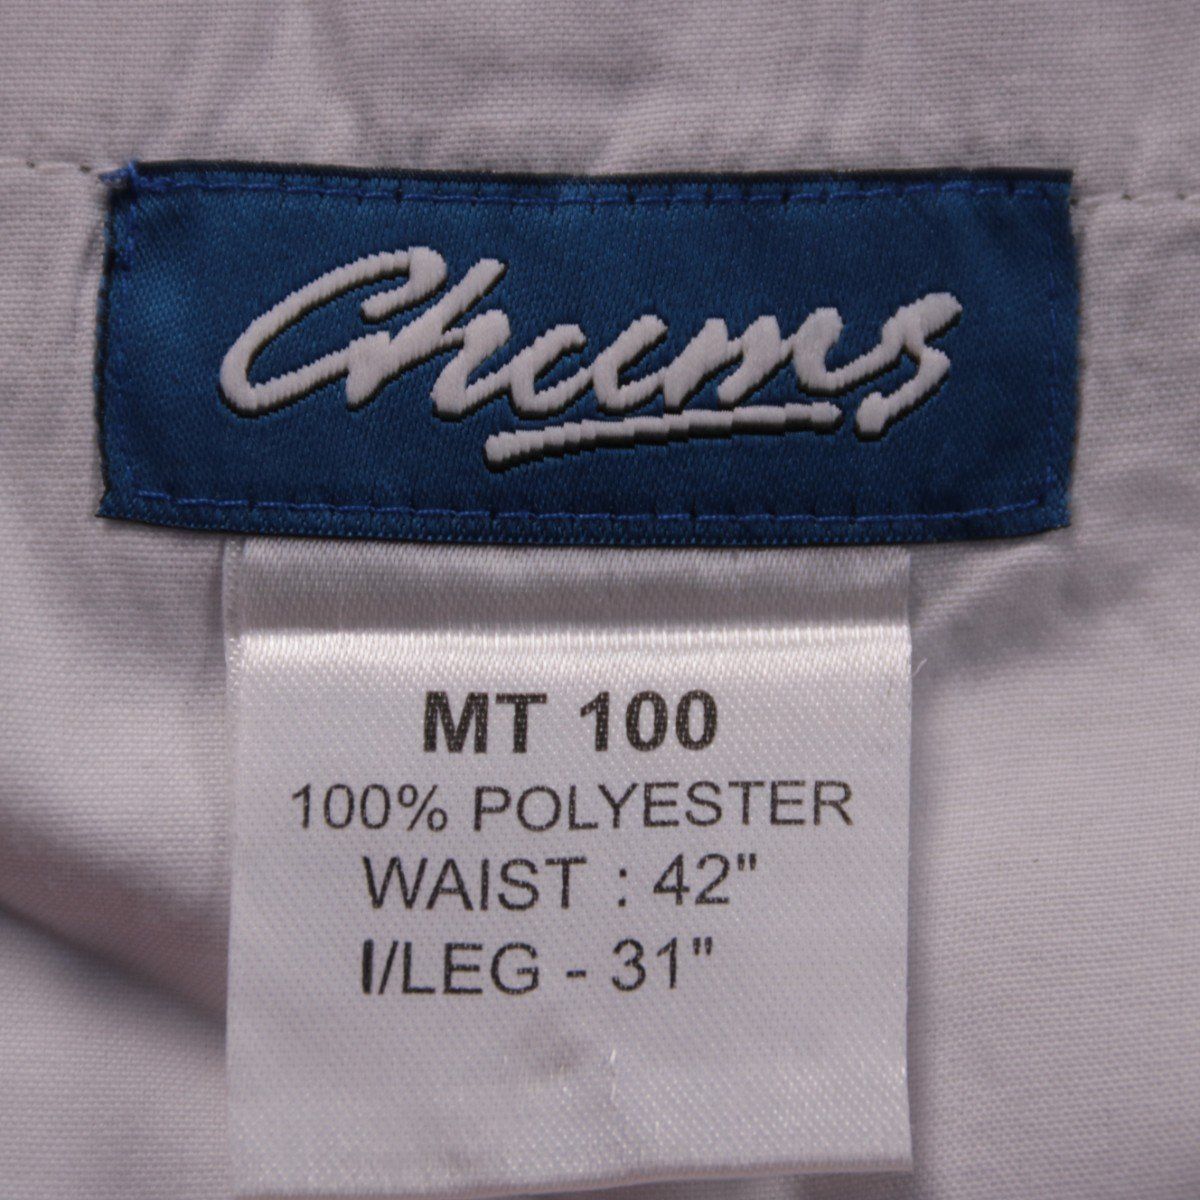 Chums
MT 100
100% POLYESTER
WAIST : 42"
I/LEG - 31"